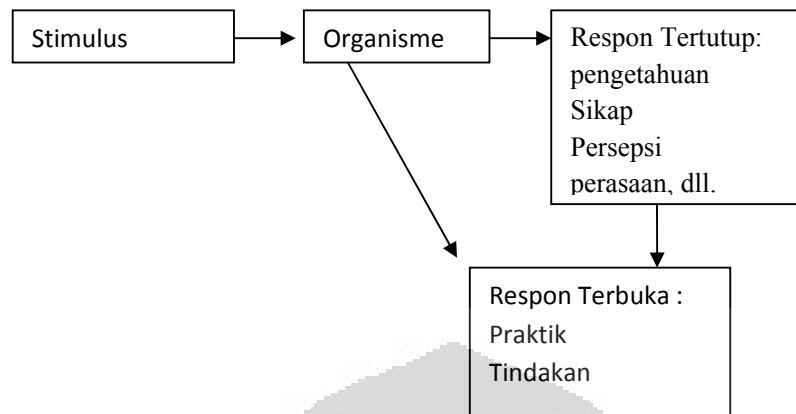 Stimulus
Organisme
Respon Tertutup:
pengetahuan
Sikap
Persepsi
perasaan, dll.
Respon Terbuka :
Praktik
Tindakan